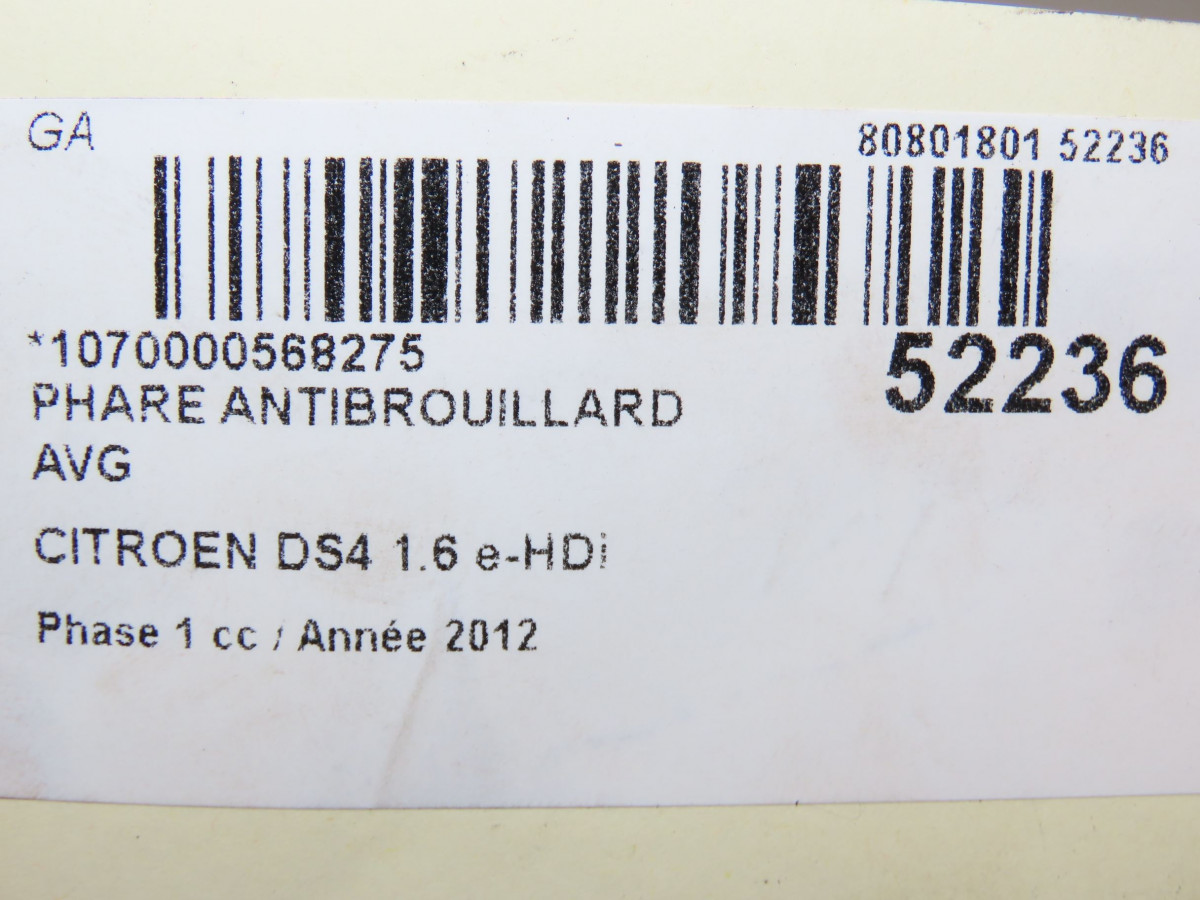 GA
80801801 52236
*1070000568275
52236
PHARE ANTIBROUILLARD
AVG
CITROEN DS4 1.6 e-HDi
Phase 1 cc / Année 2012